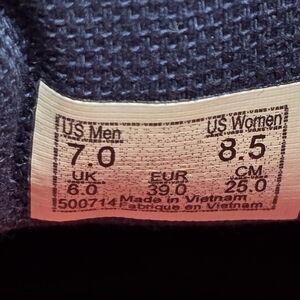 US Men US Women
7.0 8.5
UK EUR CM
6.0 39.0 25.0
500714 Made in Vietnam
Fabrique en Vietnam